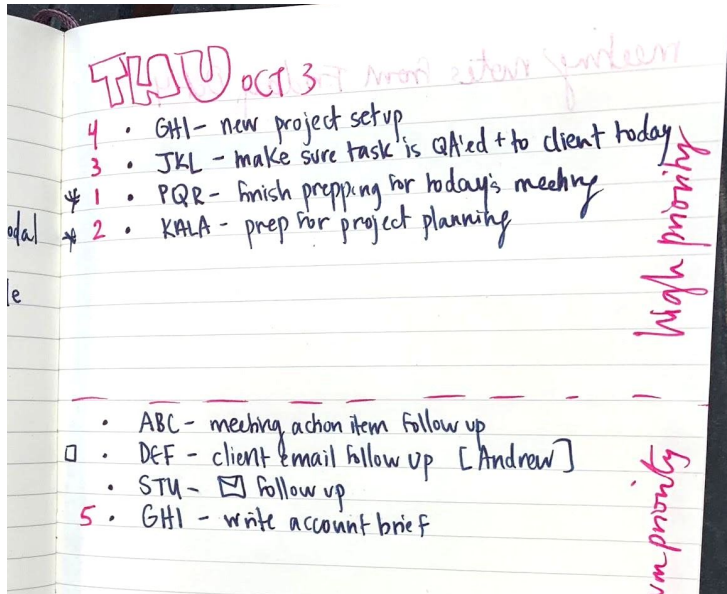 THU OCT 3
4 • GHI - new project setup
3 • JKL - make sure task is QA'ed + to client today
* 1 • PQR - finish prepping for today's meeting
odal * 2 • KALA - prep for project planning
le
high priority
• ABC - meeting action item follow up
□ • DEF - client email follow up [Andrew]
• STU - ✉ follow up
5 • GHI - write account brief
um priority